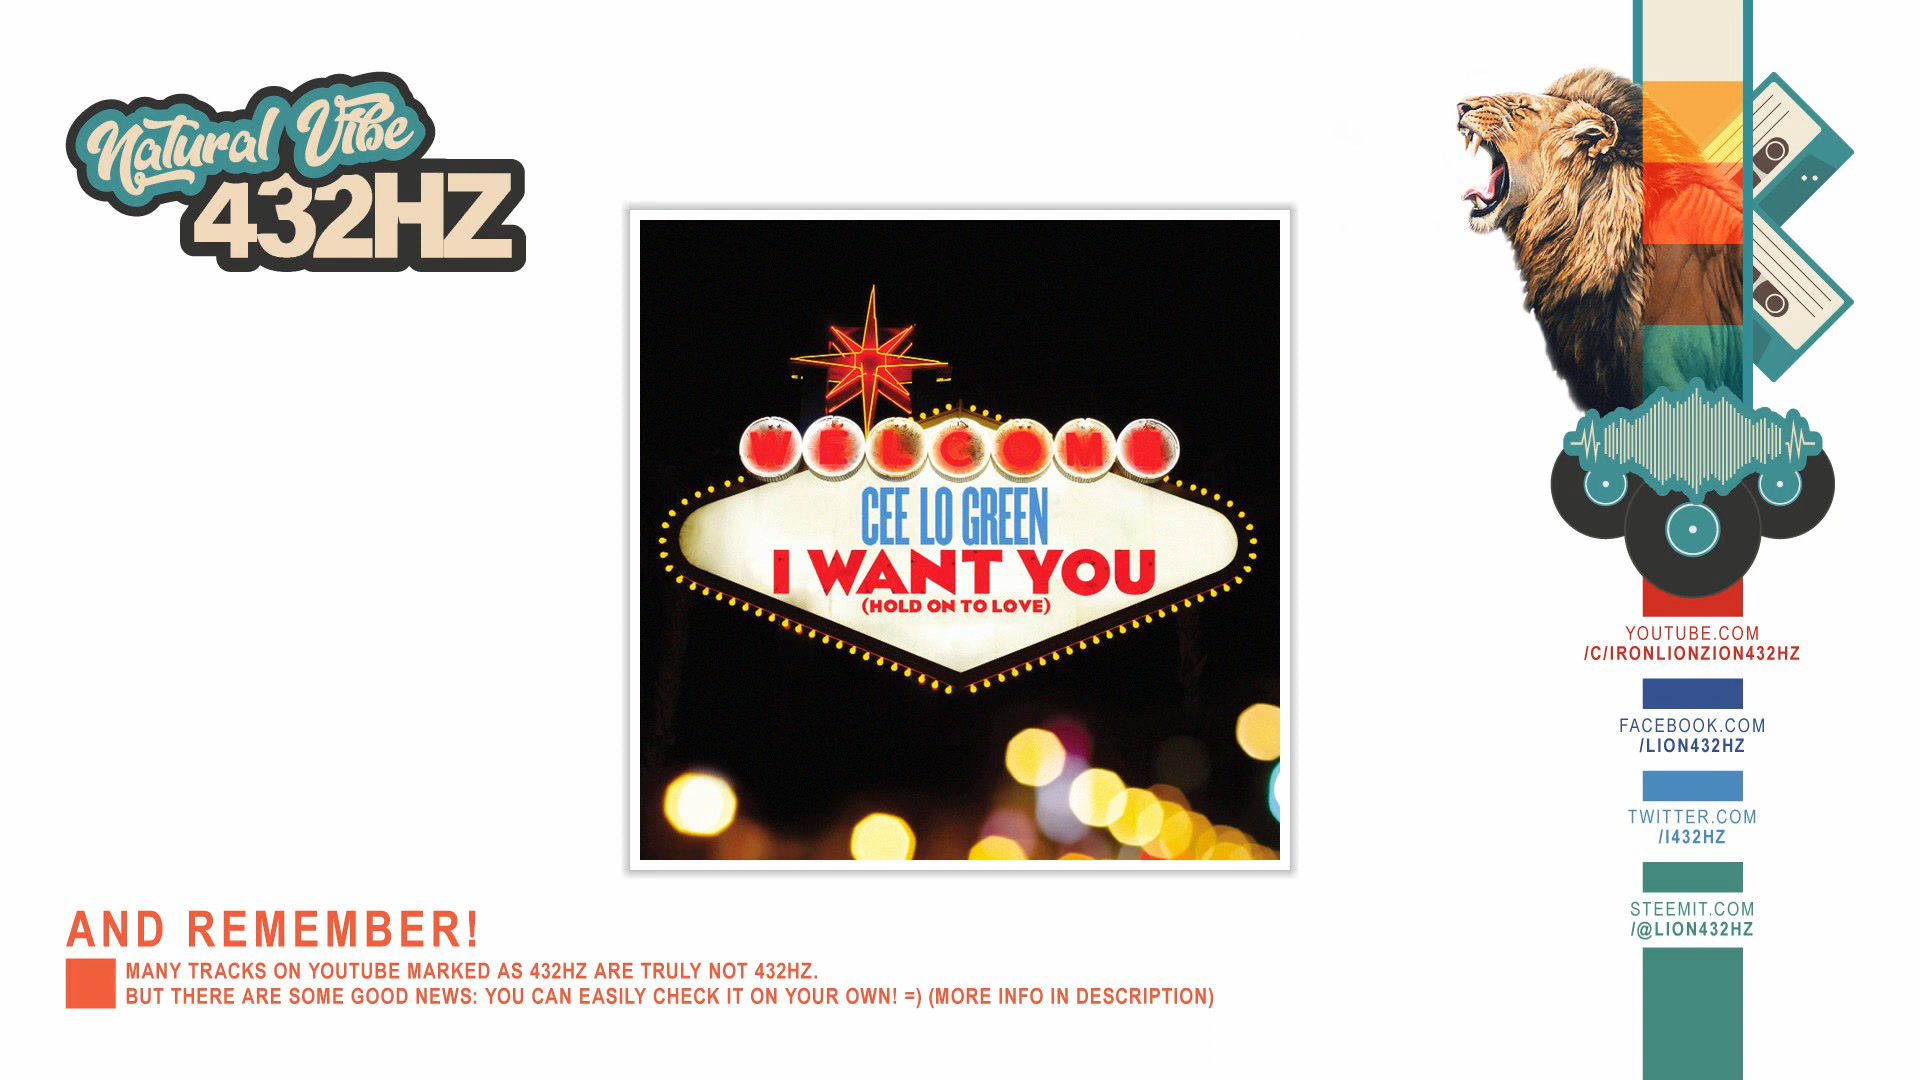 Natural Vibe
432HZ
WELCOME
CEE LO GREEN
I WANT YOU
(HOLD ON TO LOVE)
YOUTUBE.COM
/C/IRONLIONZION432HZ
FACEBOOK.COM
/LION432HZ
TWITTER.COM
/I432HZ
STEEMIT.COM
/@LION432HZ
AND REMEMBER!
MANY TRACKS ON YOUTUBE MARKED AS 432HZ ARE TRULY NOT 432HZ.
BUT THERE ARE SOME GOOD NEWS: YOU CAN EASILY CHECK IT ON YOUR OWN! =) (MORE INFO IN DESCRIPTION)